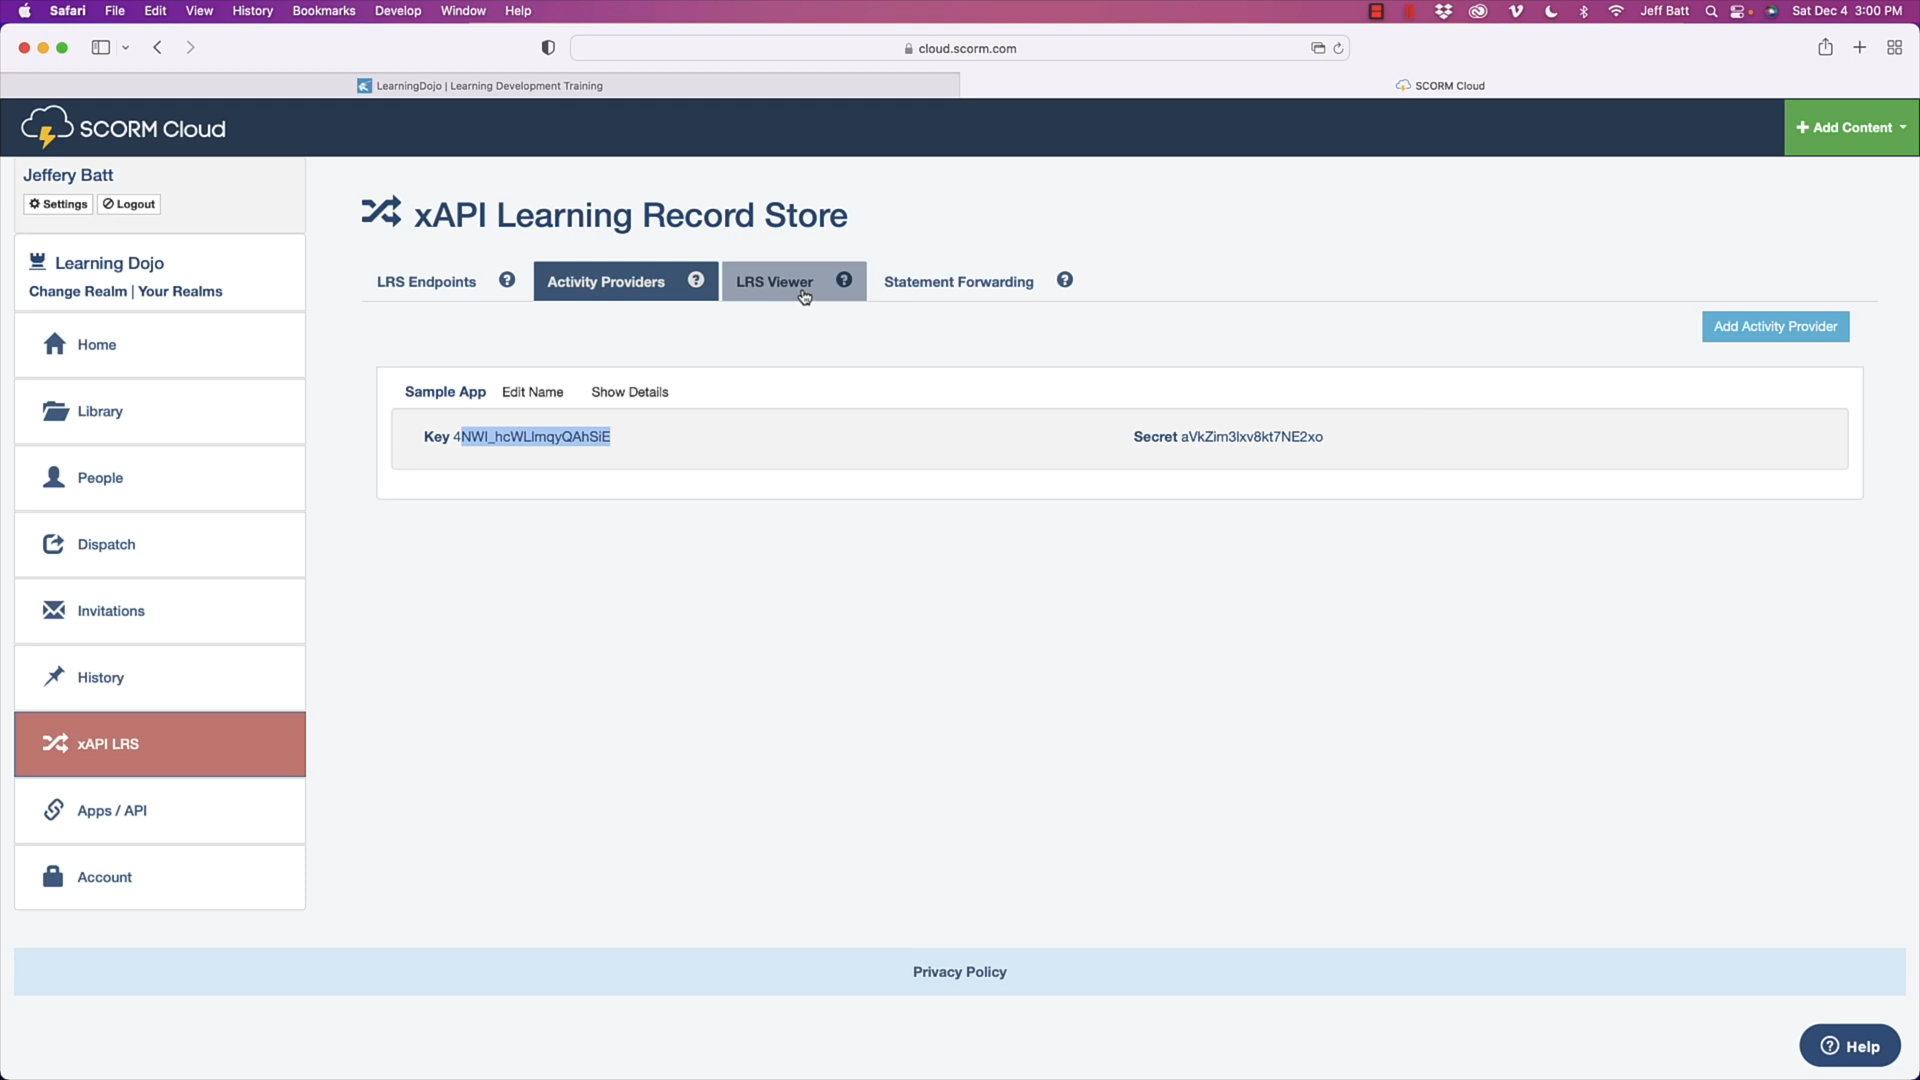 Safari File Edit View History Bookmarks Develop Window Help Jeff Batt Sat Dec 4 3:00 PM
cloud.scorm.com
LearningDojo | Learning Development Training
SCORM Cloud
SCORM Cloud
+ Add Content
Jeffery Batt
Settings Logout
Learning Dojo
Change Realm | Your Realms
Home
Library
People
Dispatch
Invitations
History
xAPI LRS
Apps / API
Account
xAPI Learning Record Store
LRS Endpoints ? Activity Providers ? LRS Viewer ? Statement Forwarding ?
Add Activity Provider
Sample App Edit Name Show Details
Key 4NWI_hcWLlmqyQAhSiE Secret aVkZim3lxv8kt7NE2xo
Privacy Policy
? Help